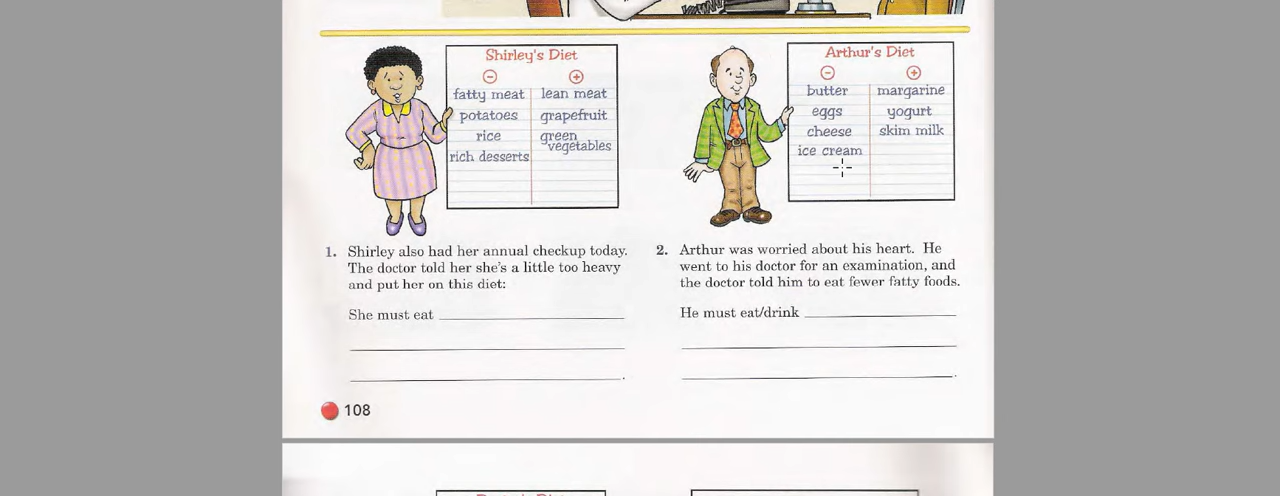 Shirley's Diet
− +
fatty meat lean meat
potatoes grapefruit
rice green vegetables
rich desserts
Arthur's Diet
− +
butter margarine
eggs yogurt
cheese skim milk
ice cream
1. Shirley also had her annual checkup today.
The doctor told her she's a little too heavy
and put her on this diet:
She must eat
2. Arthur was worried about his heart. He
went to his doctor for an examination, and
the doctor told him to eat fewer fatty foods.
He must eat/drink
108